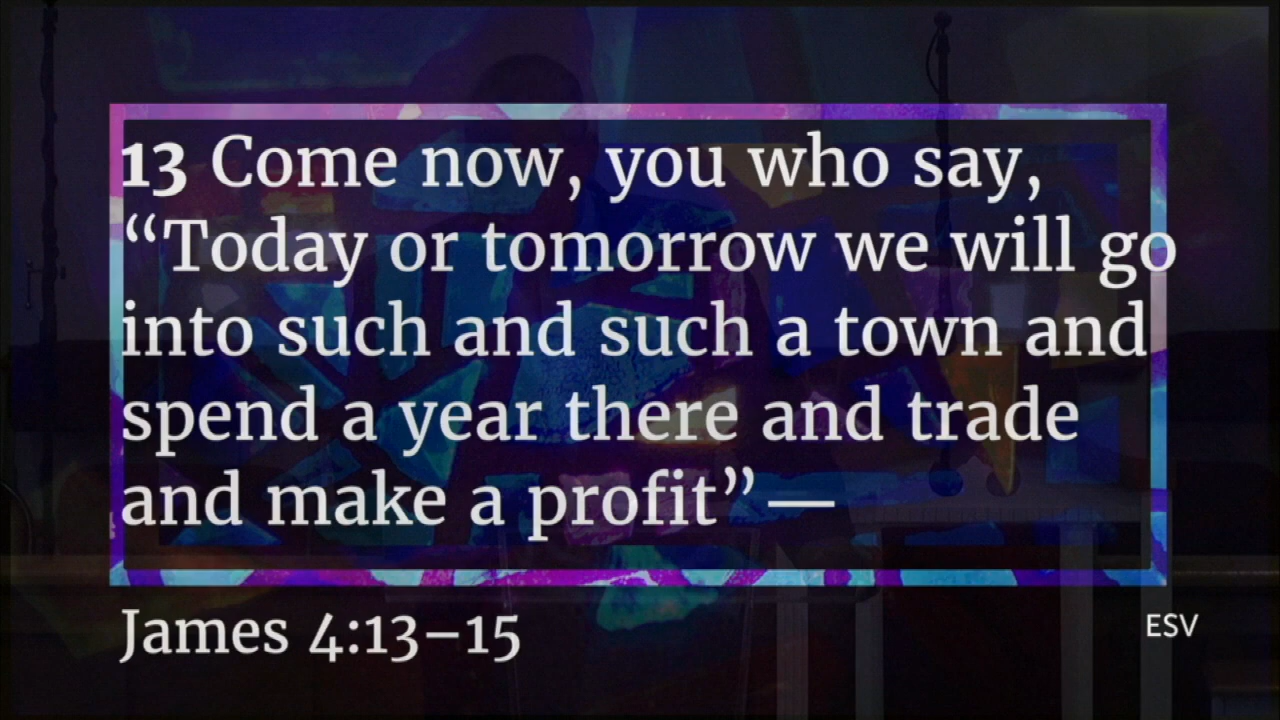 13 Come now, you who say,
“Today or tomorrow we will go
into such and such a town and
spend a year there and trade
and make a profit”—
James 4:13–15
ESV